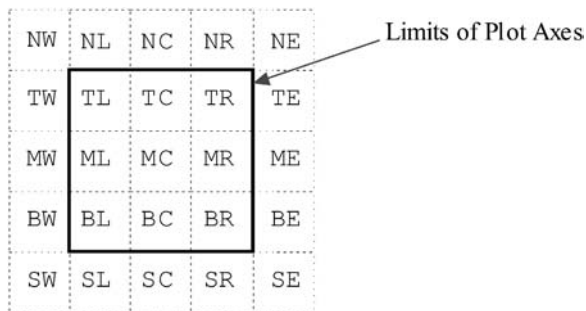 NW NL NC NR NE
Limits of Plot Axes
TW TL TC TR TE
MW ML MC MR ME
BW BL BC BR BE
SW SL SC SR SE